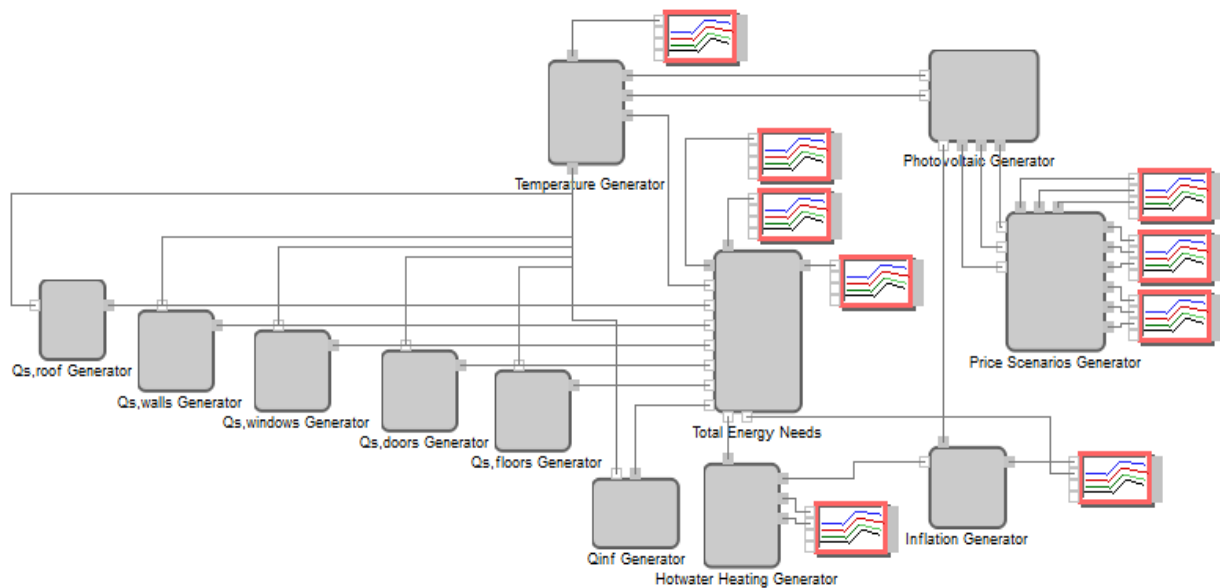 Temperature Generator
Photovoltaic Generator
Qs,roof Generator
Qs,walls Generator
Qs,windows Generator
Qs,doors Generator
Qs,floors Generator
Total Energy Needs
Price Scenarios Generator
Qinf Generator
Hotwater Heating Generator
Inflation Generator